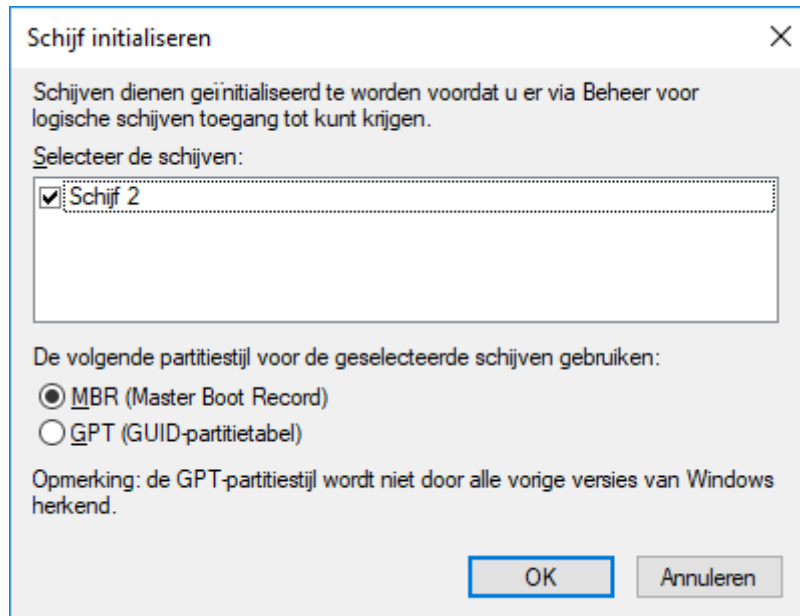 Schijf initialiseren
Schijven dienen geïnitialiseerd te worden voordat u er via Beheer voor
logische schijven toegang tot kunt krijgen.
Selecteer de schijven:
Schijf 2
De volgende partitiestijl voor de geselecteerde schijven gebruiken:
MBR (Master Boot Record)
GPT (GUID-partitietabel)
Opmerking: de GPT-partitiestijl wordt niet door alle vorige versies van Windows
herkend.
OK
Annuleren